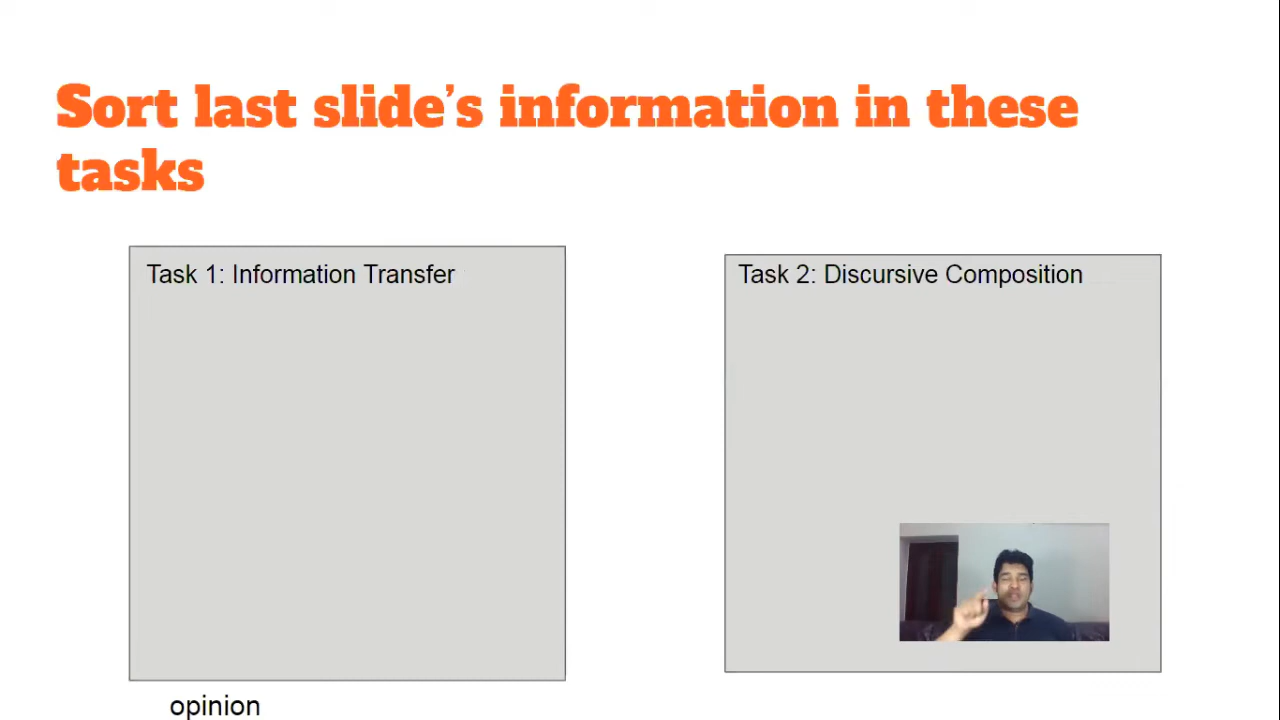 Sort last slide’s information in these
tasks
Task 1: Information Transfer
Task 2: Discursive Composition
opinion